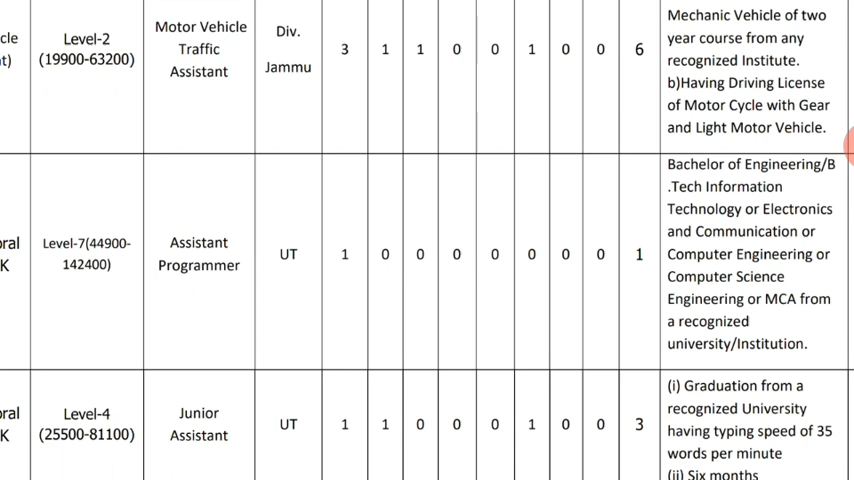 cle
t)
Level-2
(19900-63200)
Motor Vehicle
Traffic
Assistant
Div.
Jammu
3 1 1 0 0 1 0 0 6
Mechanic Vehicle of two
year course from any
recognized Institute.
b)Having Driving License
of Motor Cycle with Gear
and Light Motor Vehicle.
oral
K
Level-7(44900-
142400)
Assistant
Programmer
UT
1 0 0 0 0 0 0 0 1
Bachelor of Engineering/B
.Tech Information
Technology or Electronics
and Communication or
Computer Engineering or
Computer Science
Engineering or MCA from
a recognized
university/Institution.
oral
K
Level-4
(25500-81100)
Junior
Assistant
UT
1 1 0 0 0 1 0 0 3
(i) Graduation from a
recognized University
having typing speed of 35
words per minute
(ii) Six months